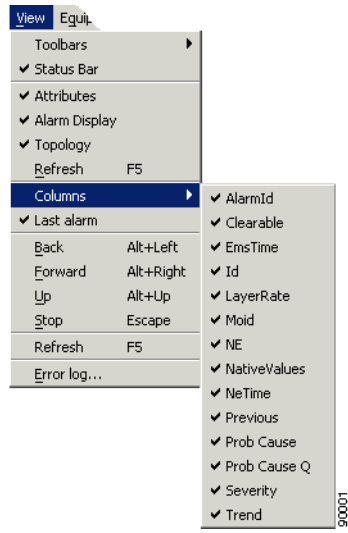 View Equip
Toolbars
Status Bar
Attributes
Alarm Display
Topology
Refresh F5
Columns
Last alarm
Back Alt+Left
Forward Alt+Right
Up Alt+Up
Stop Escape
Refresh F5
Error log...
AlarmId
Clearable
EmsTime
Id
LayerRate
Moid
NE
NativeValues
NeTime
Previous
Prob Cause
Prob Cause Q
Severity
Trend
90001